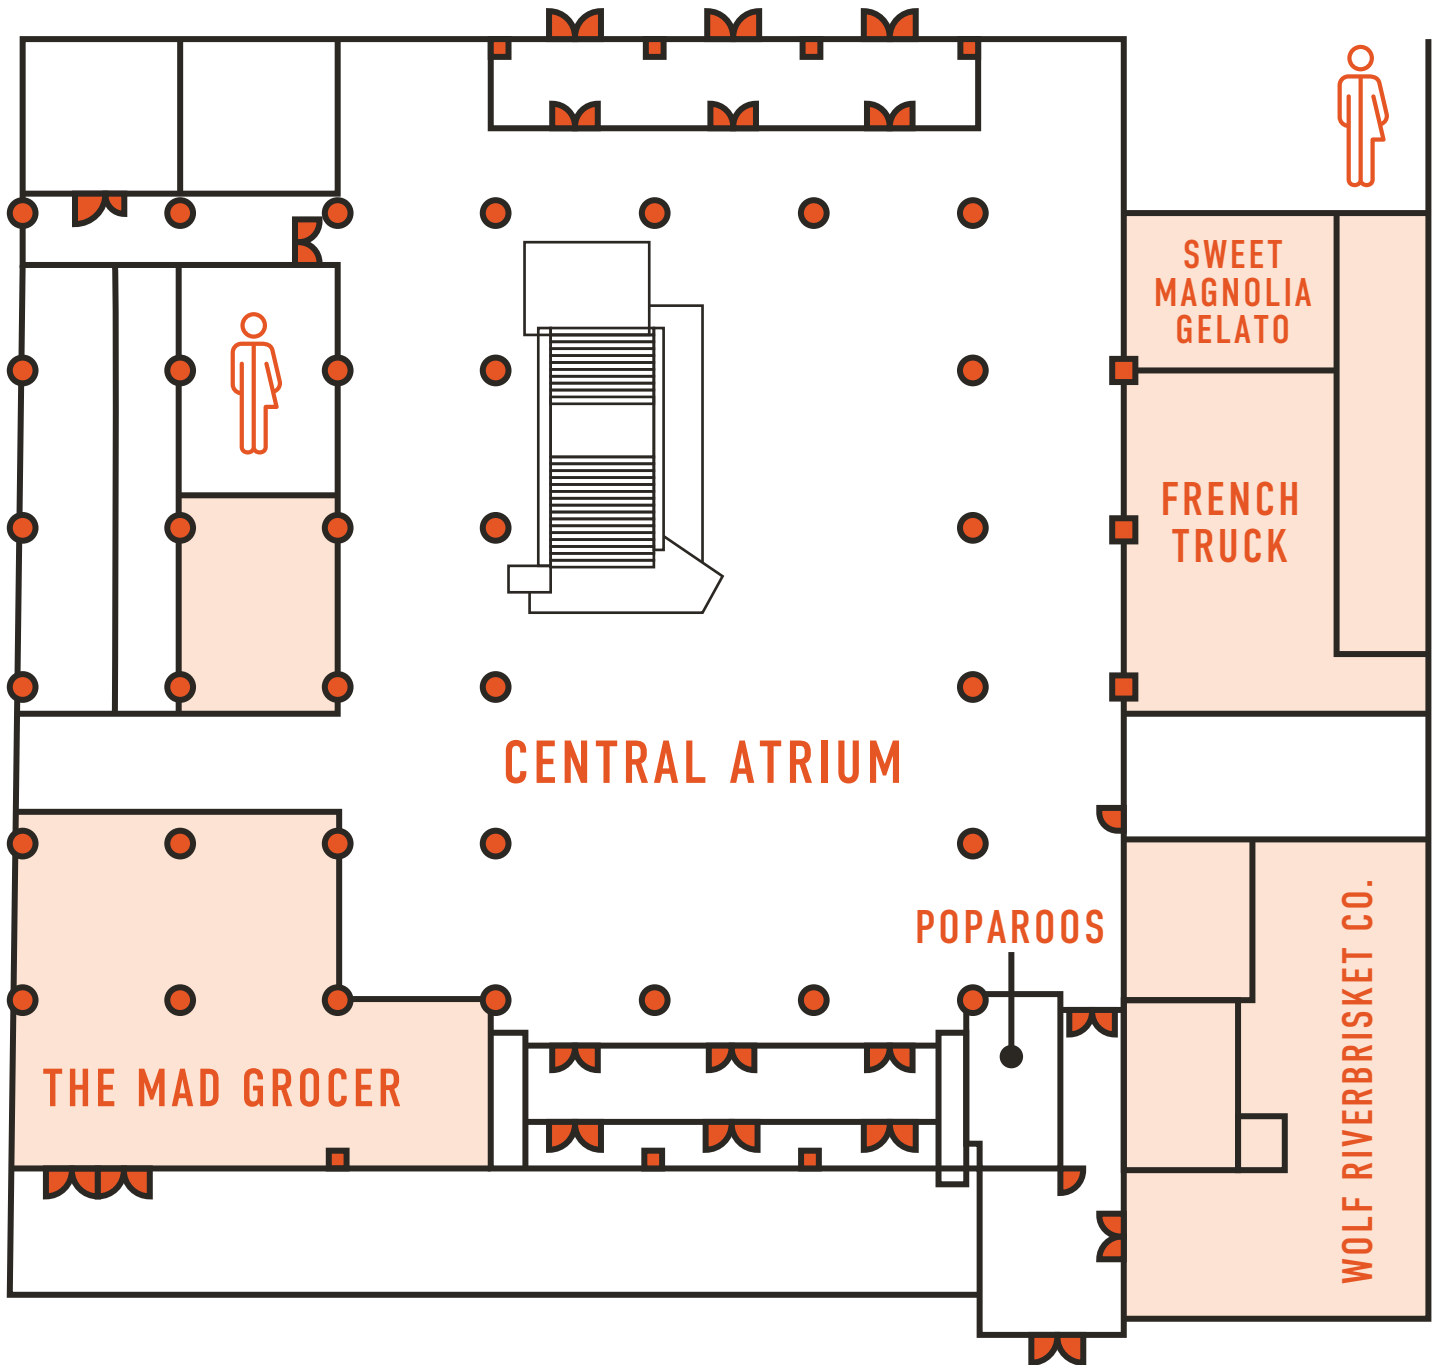 SWEET
MAGNOLIA
GELATO
FRENCH
TRUCK
CENTRAL ATRIUM
POPAROOS
THE MAD GROCER
WOLF RIVERBRISKET CO.